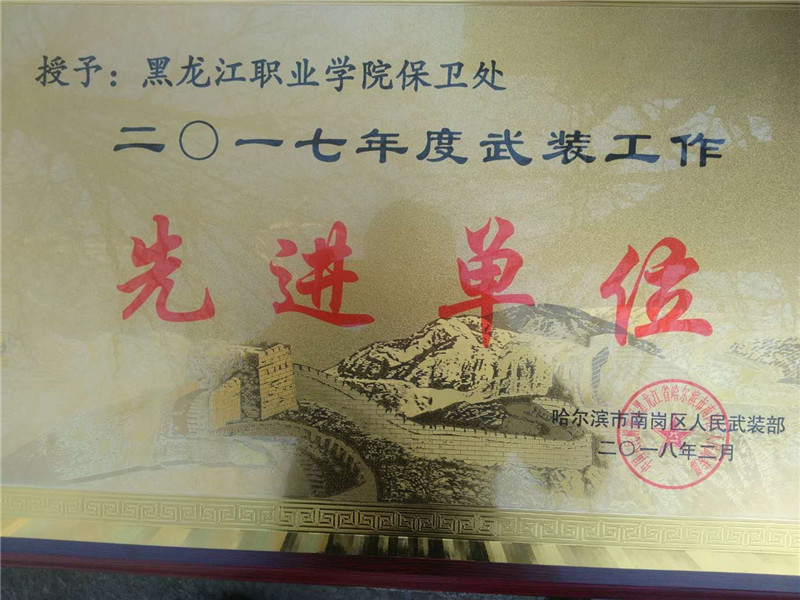 授予：黑龙江职业学院保卫处
二〇一七年度武装工作
先进单位
哈尔滨市南岗区人民武装部
二〇一八年二月